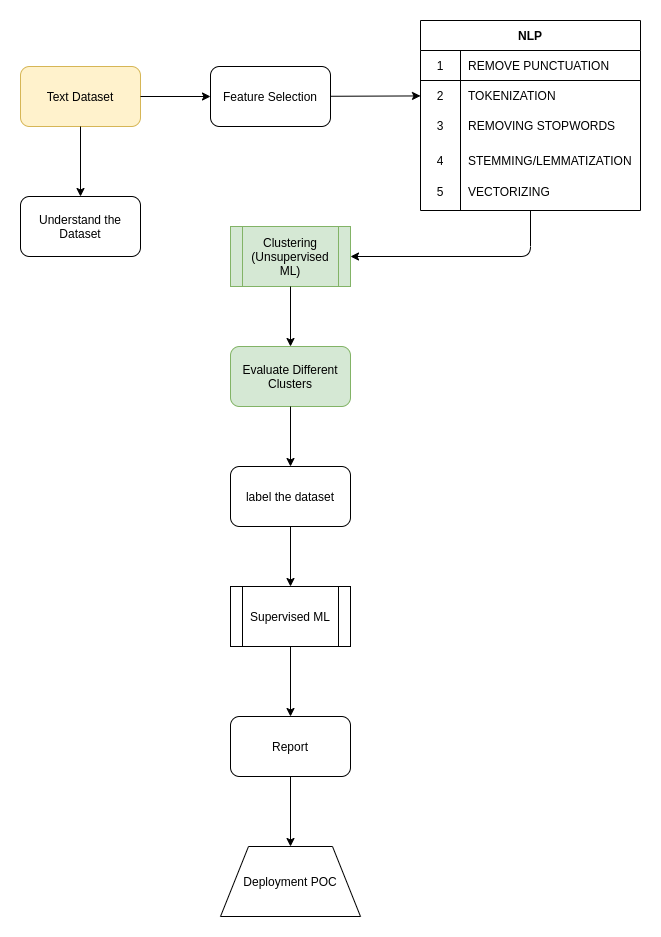 NLP
1 REMOVE PUNCTUATION
Text Dataset
Feature Selection
2 TOKENIZATION
3 REMOVING STOPWORDS
4 STEMMING/LEMMATIZATION
5 VECTORIZING
Understand the
Dataset
Clustering
(Unsupervised
ML)
Evaluate Different
Clusters
label the dataset
Supervised ML
Report
Deployment POC